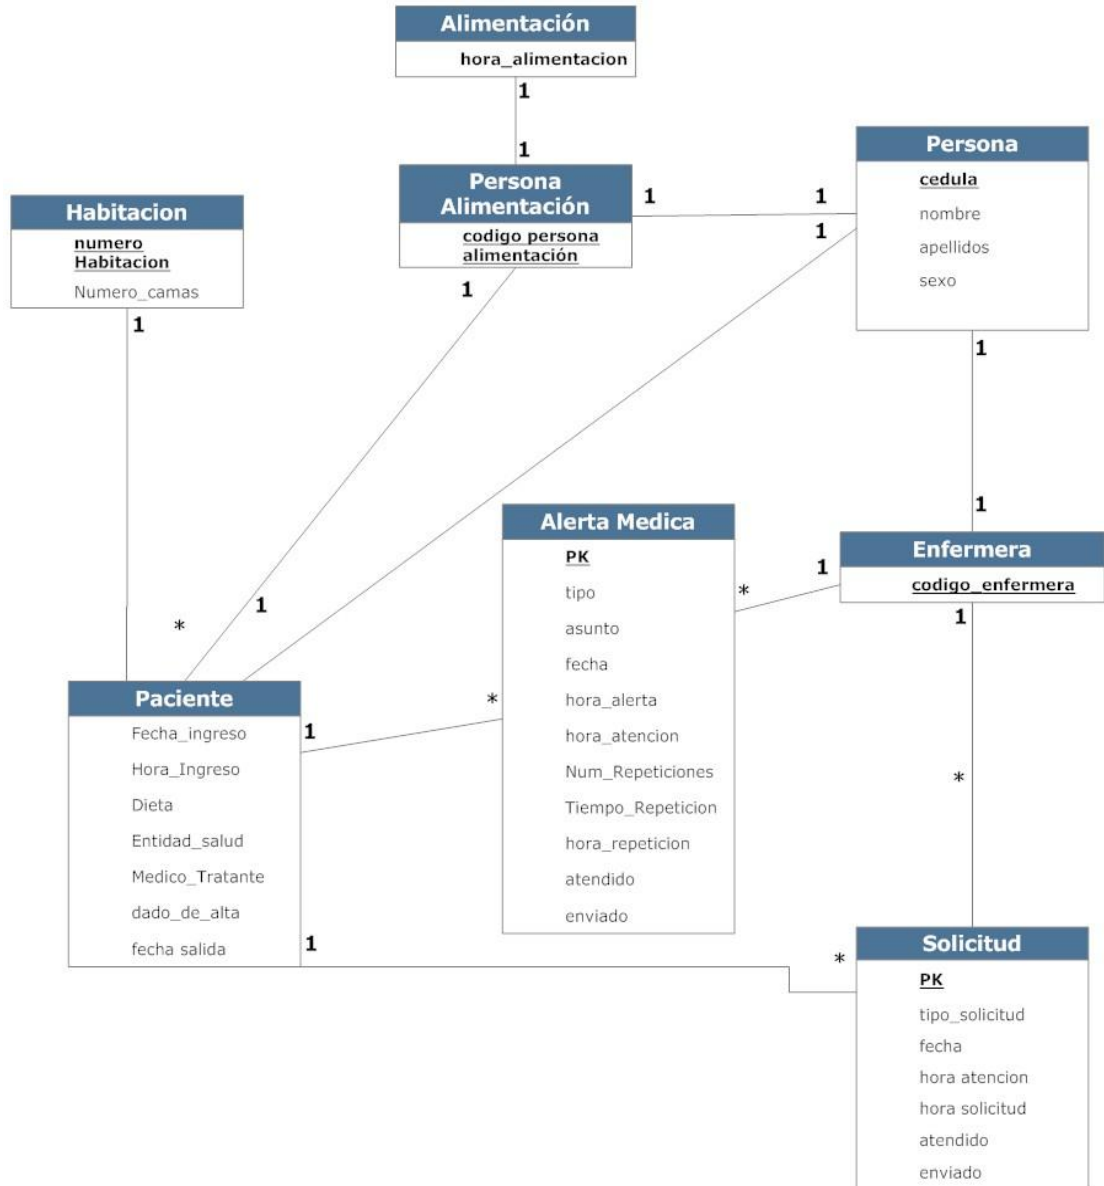 Alimentación
hora_alimentacion
1
1
Persona
Alimentación
codigo persona
alimentación
1
1
1
1
Persona
cedula
nombre
apellidos
sexo
1
Habitacion
numero
Habitacion
Numero_camas
1
*
1
Alerta Medica
PK
tipo
asunto
fecha
hora_alerta
hora_atencion
Num_Repeticiones
Tiempo_Repeticion
hora_repeticion
atendido
enviado
*
*
1
1
Enfermera
codigo_enfermera
1
*
Paciente
Fecha_ingreso
Hora_Ingreso
Dieta
Entidad_salud
Medico_Tratante
dado_de_alta
fecha salida
1
1
*
Solicitud
PK
tipo_solicitud
fecha
hora atencion
hora solicitud
atendido
enviado